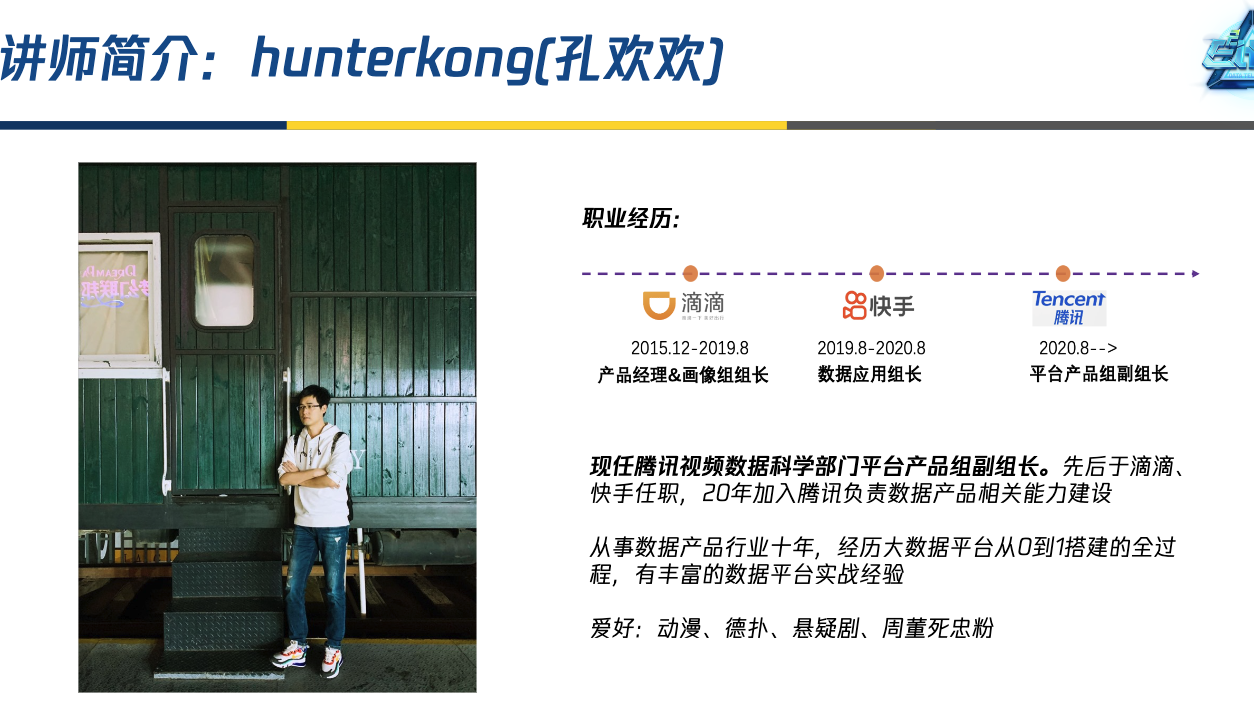 讲师简介：hunterkong(孔欢欢)
DREAM
梦幻联邦
Y
职业经历：
滴滴
快手
Tencent
腾讯
2015.12-2019.8
2019.8-2020.8
2020.8-->
产品经理&画像组组长
数据应用组长
平台产品组副组长
现任腾讯视频数据科学部门平台产品组副组长。先后于滴滴、
快手任职，20年加入腾讯负责数据产品相关能力建设
从事数据产品行业十年，经历大数据平台从0到1搭建的全过
程，有丰富的数据平台实战经验
爱好：动漫、德扑、悬疑剧、周董死忠粉